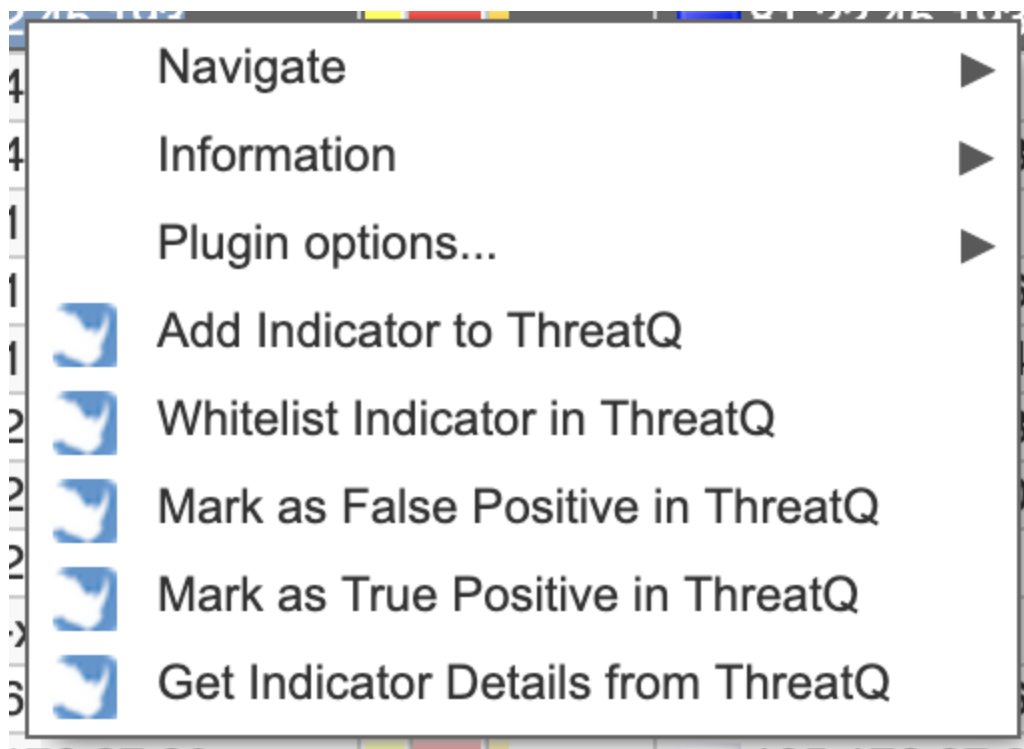 Navigate
Information
Plugin options...
Add Indicator to ThreatQ
Whitelist Indicator in ThreatQ
Mark as False Positive in ThreatQ
Mark as True Positive in ThreatQ
Get Indicator Details from ThreatQ